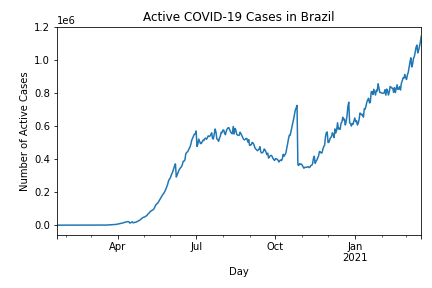 Active COVID-19 Cases in Brazil
1e6
Number of Active Cases
1.2
1.0
0.8
0.6
0.4
0.2
0.0
Apr
Jul
Oct
Jan
2021
Day